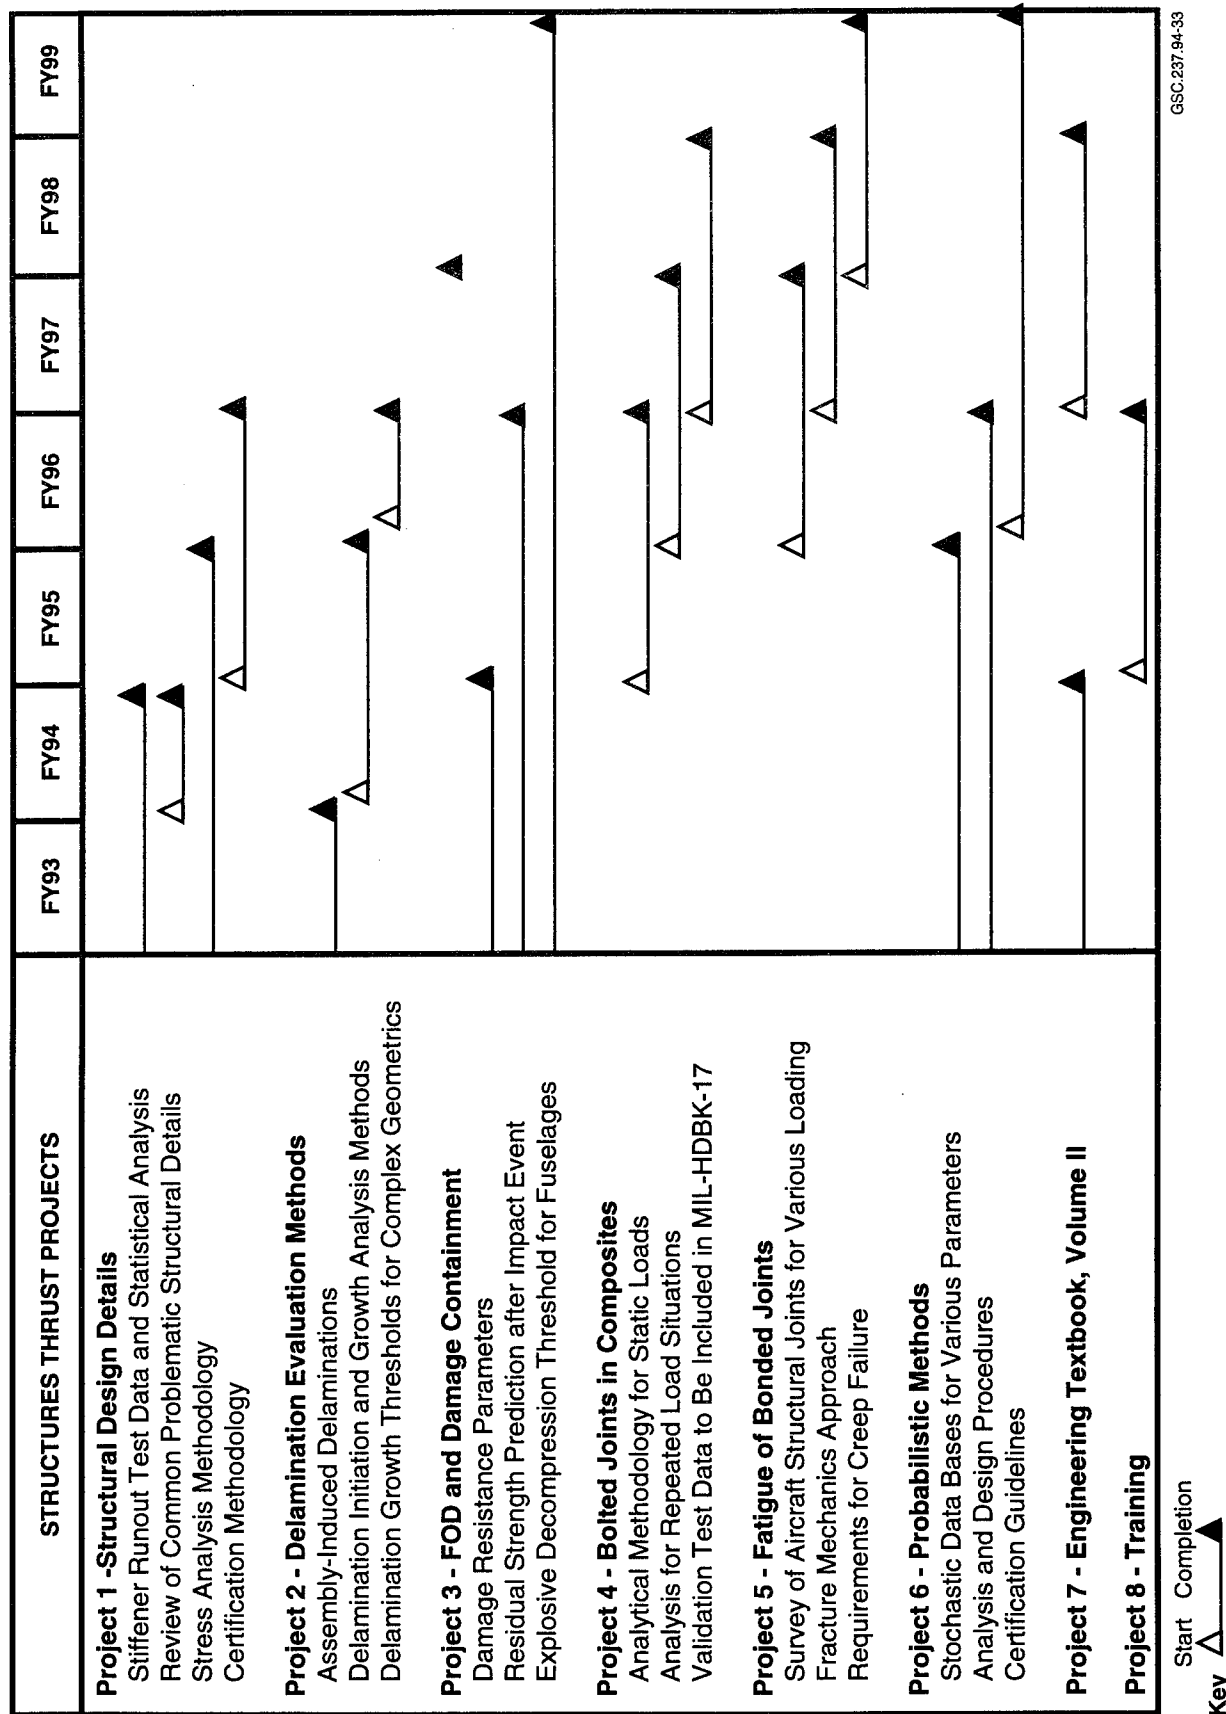 STRUCTURES THRUST PROJECTS
FY93
FY94
FY95
FY96
FY97
FY98
FY99
Project 1 -Structural Design Details
Stiffener Runout Test Data and Statistical Analysis
Review of Common Problematic Structural Details
Stress Analysis Methodology
Certification Methodology
Project 2 - Delamination Evaluation Methods
Assembly-Induced Delaminations
Delamination Initiation and Growth Analysis Methods
Delamination Growth Thresholds for Complex Geometrics
Project 3 - FOD and Damage Containment
Damage Resistance Parameters
Residual Strength Prediction after Impact Event
Explosive Decompression Threshold for Fuselages
Project 4 - Bolted Joints in Composites
Analytical Methodology for Static Loads
Analysis for Repeated Load Situations
Validation Test Data to Be Included in MIL-HDBK-17
Project 5 - Fatigue of Bonded Joints
Survey of Aircraft Structural Joints for Various Loading
Fracture Mechanics Approach
Requirements for Creep Failure
Project 6 - Probabilistic Methods
Stochastic Data Bases for Various Parameters
Analysis and Design Procedures
Certification Guidelines
Project 7 - Engineering Textbook, Volume II
Project 8 - Training
Start Completion
Key
GSC.237.94-33